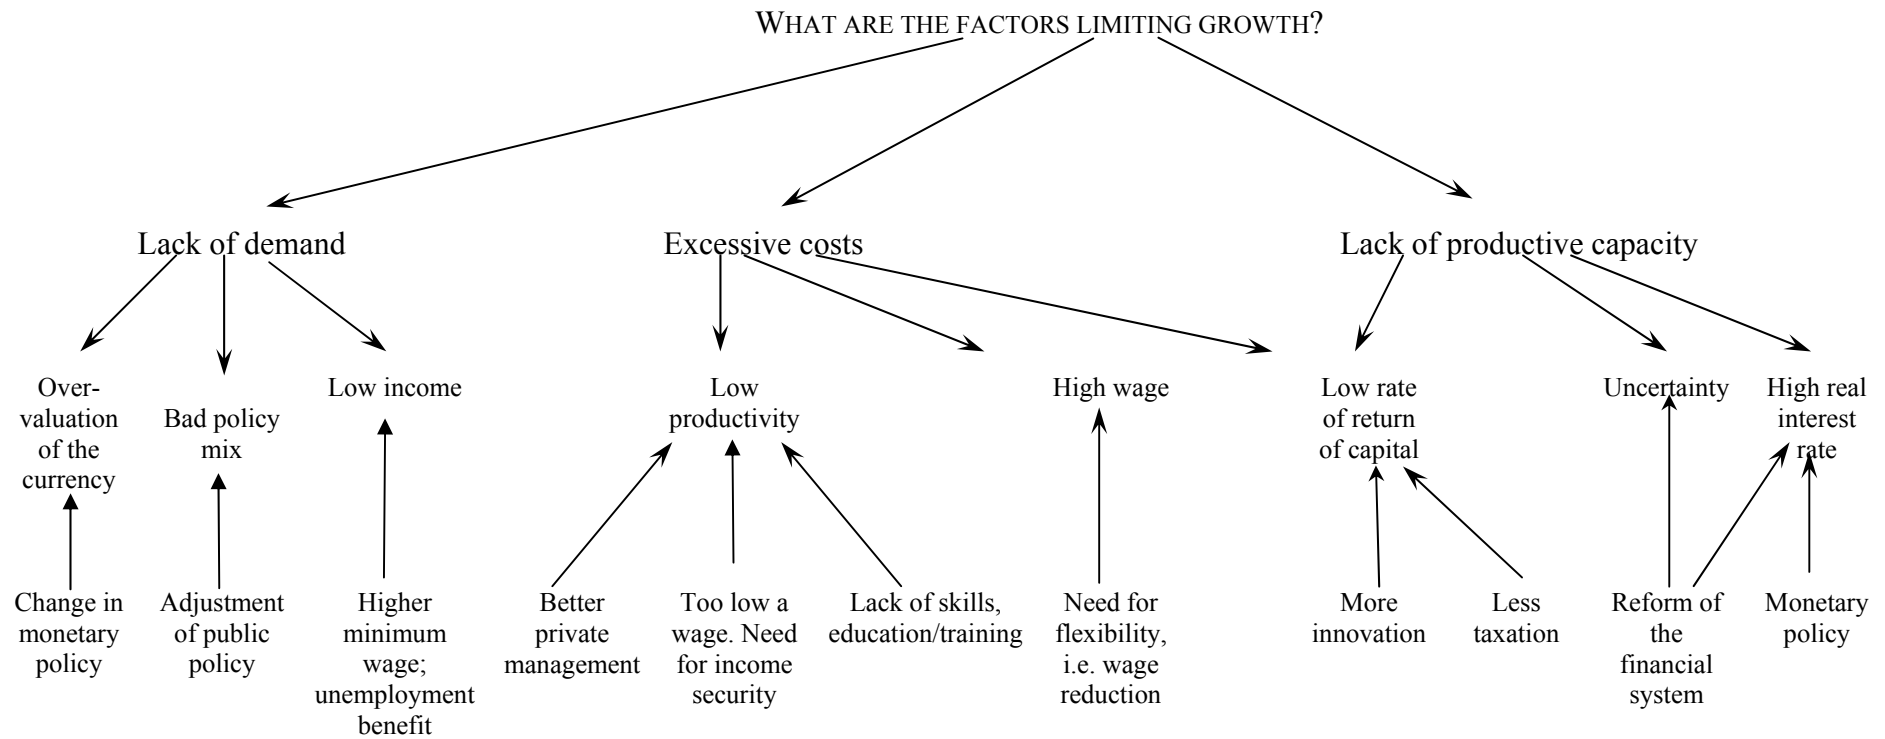 WHAT ARE THE FACTORS LIMITING GROWTH?
Lack of demand
Excessive costs
Lack of productive capacity
Over-
valuation
of the
currency
Bad policy
mix
Low income
Low
productivity
High wage
Low rate
of return
of capital
Uncertainty
High real
interest
rate
Change in
monetary
policy
Adjustment
of public
policy
Higher
minimum
wage;
unemployment
benefit
Better
private
management
Too low a
wage. Need
for income
security
Lack of skills,
education/training
Need for
flexibility,
i.e. wage
reduction
More
innovation
Less
taxation
Reform of
the
financial
system
Monetary
policy